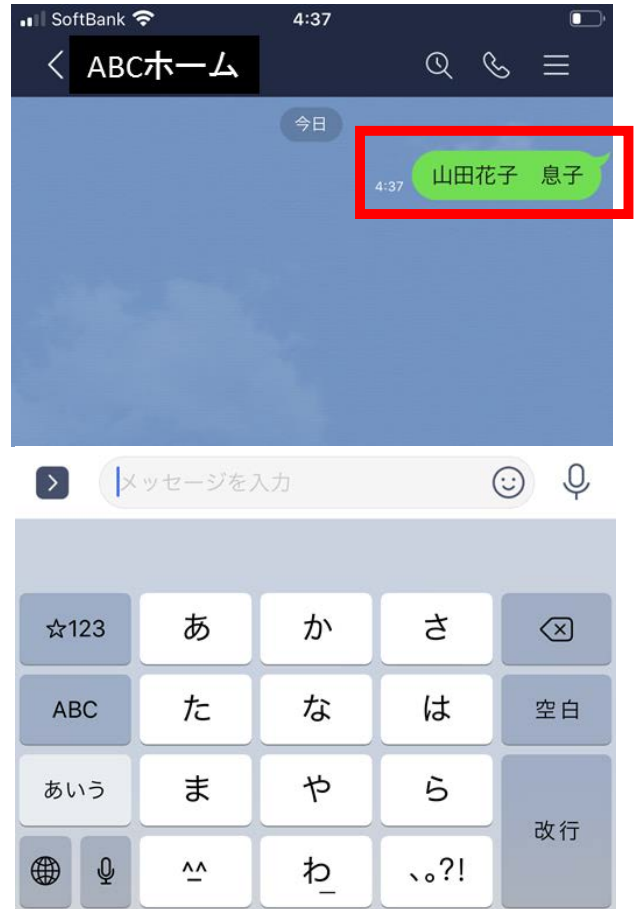 SoftBank 4:37
ABCホーム
今日
4:37 山田花子　息子
メッセージを入力
☆123 あ か さ
ABC た な は 空白
あいう ま や ら
改行
^^ わ_ 、。?!